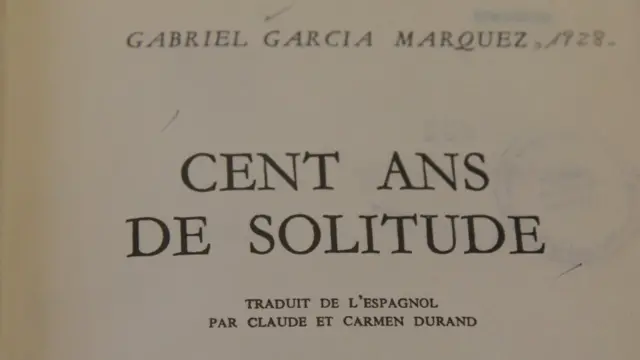 GABRIEL GARCIA MARQUEZ, 1928-
CENT ANS
DE SOLITUDE
TRADUIT DE L'ESPAGNOL
PAR CLAUDE ET CARMEN DURAND